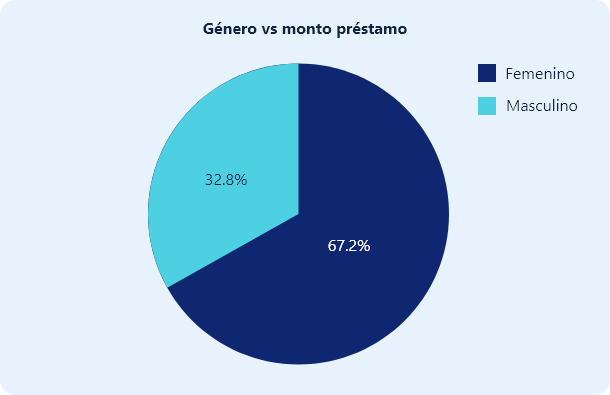 Género vs monto préstamo
Femenino
Masculino
32.8%
67.2%